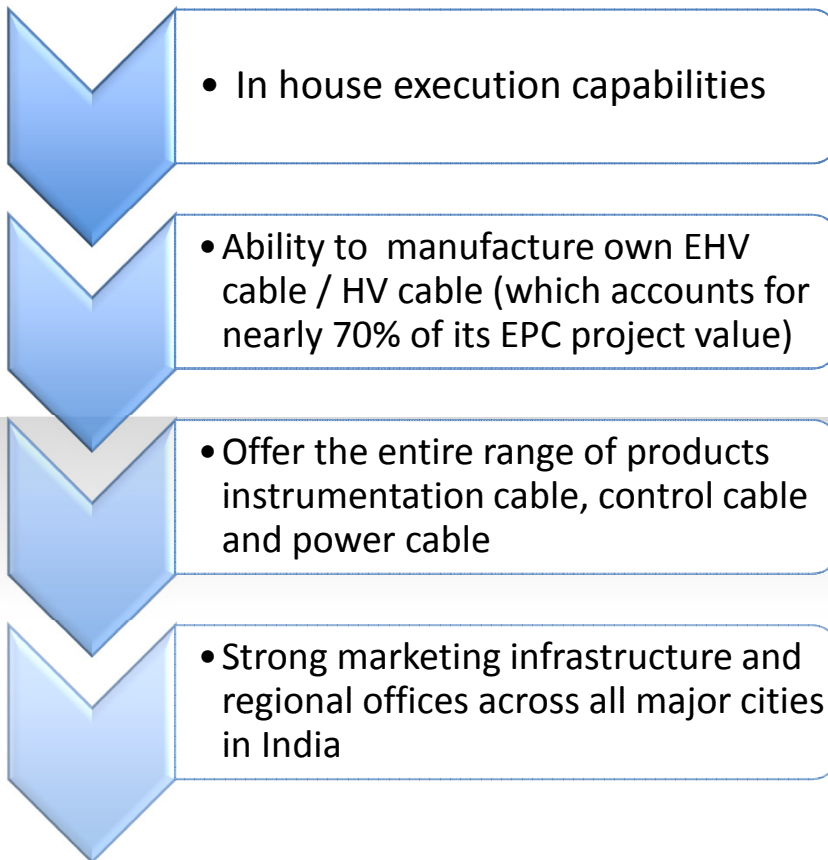 • In house execution capabilities
• Ability to manufacture own EHV
cable / HV cable (which accounts for
nearly 70% of its EPC project value)
• Offer the entire range of products
instrumentation cable, control cable
and power cable
• Strong marketing infrastructure and
regional offices across all major cities
in India